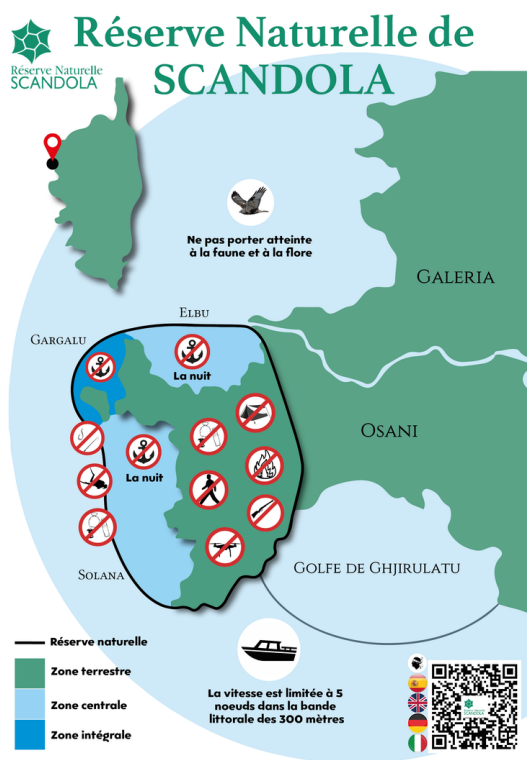 Réserve Naturelle de
SCANDOLA
Réserve Naturelle
SCANDOLA
Ne pas porter atteinte
à la faune et à la flore
GALERIA
ELBU
GARGALU
La nuit
OSANI
La nuit
SOLANA
GOLFE DE GHJIRULATU
Réserve naturelle
Zone terrestre
Zone centrale
Zone intégrale
La vitesse est limitée à 5
noeuds dans la bande
littorale des 300 mètres